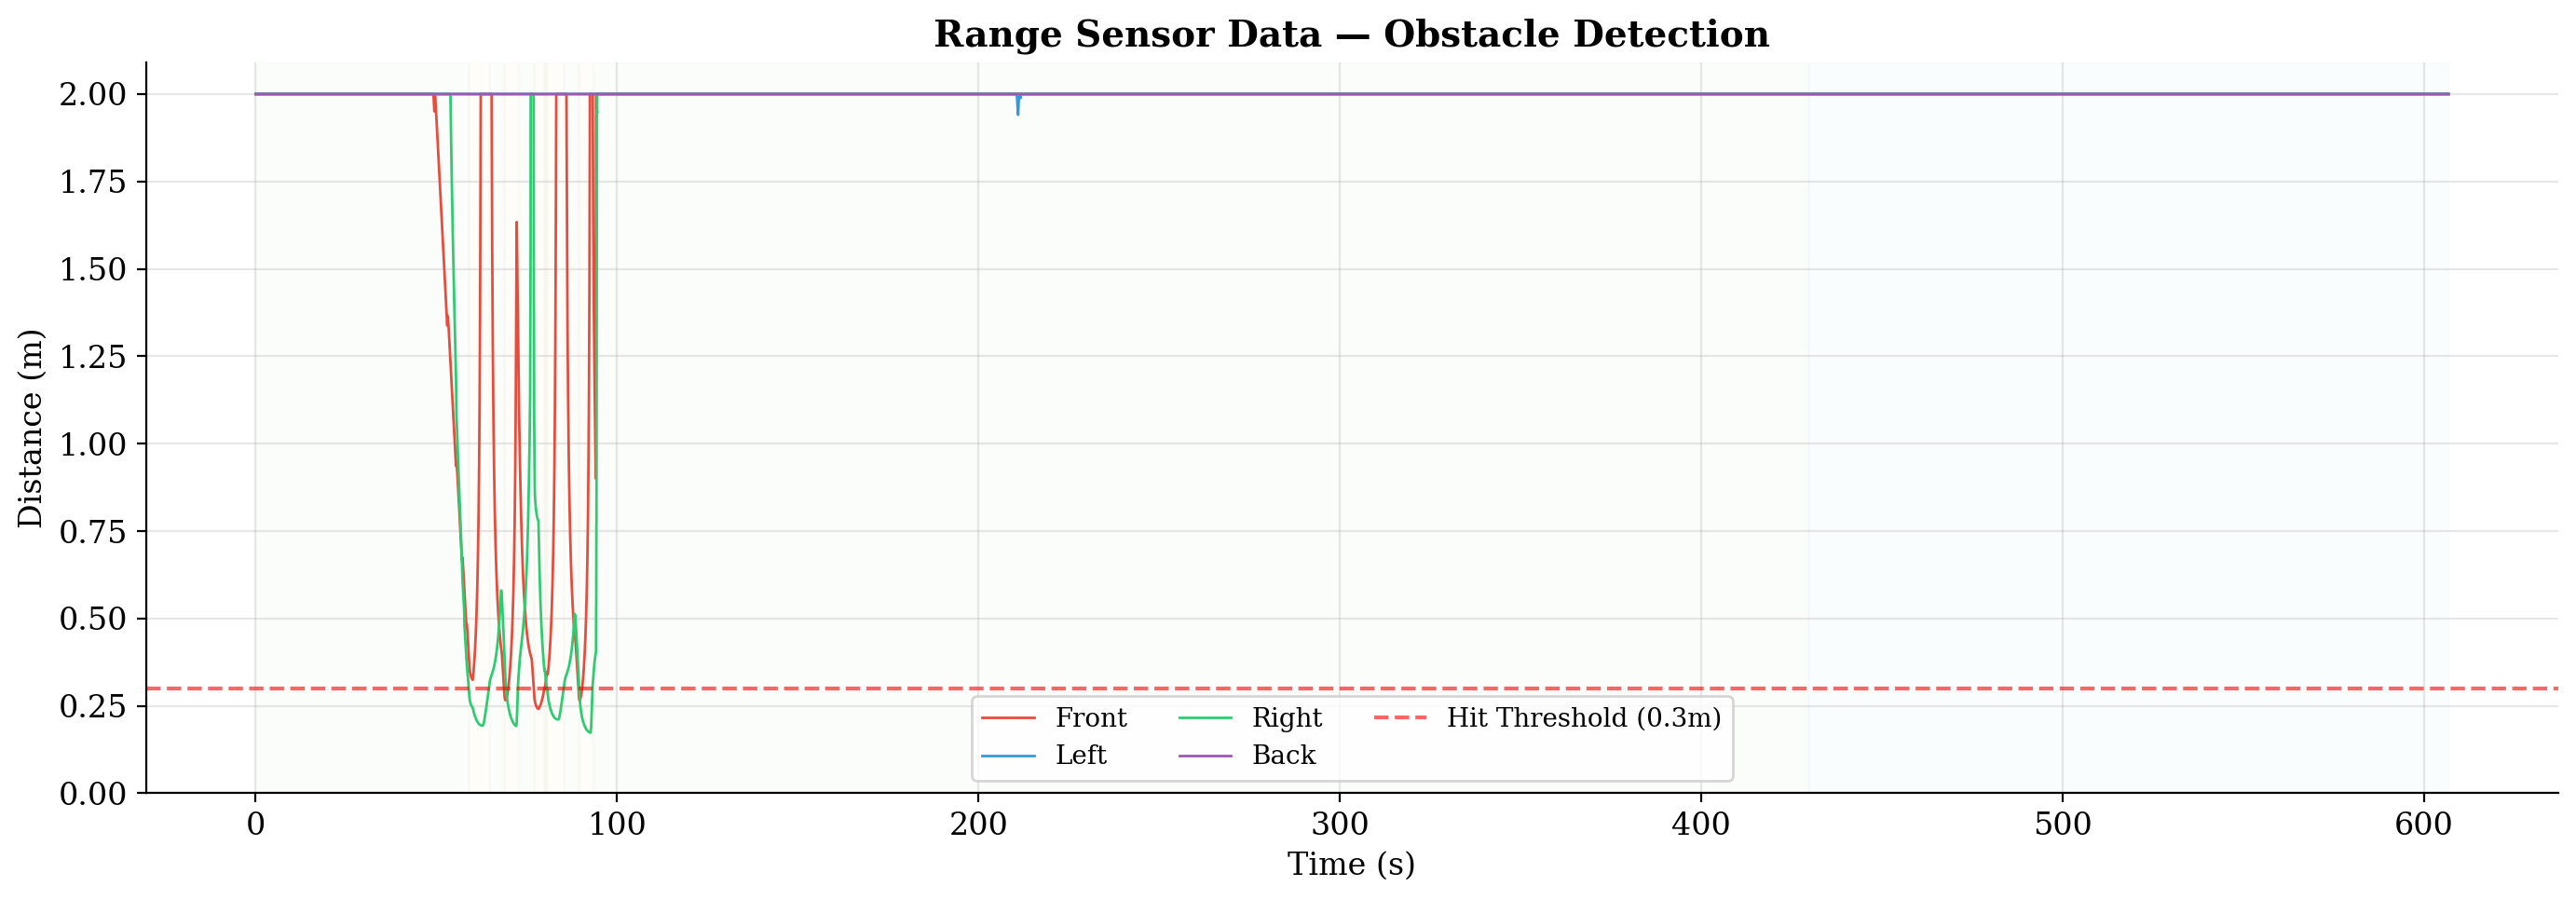 Range Sensor Data — Obstacle Detection
Distance (m)
2.00
1.75
1.50
1.25
1.00
0.75
0.50
0.25
0.00
Front Right Hit Threshold (0.3m)
Left Back
0 100 200 300 400 500 600
Time (s)